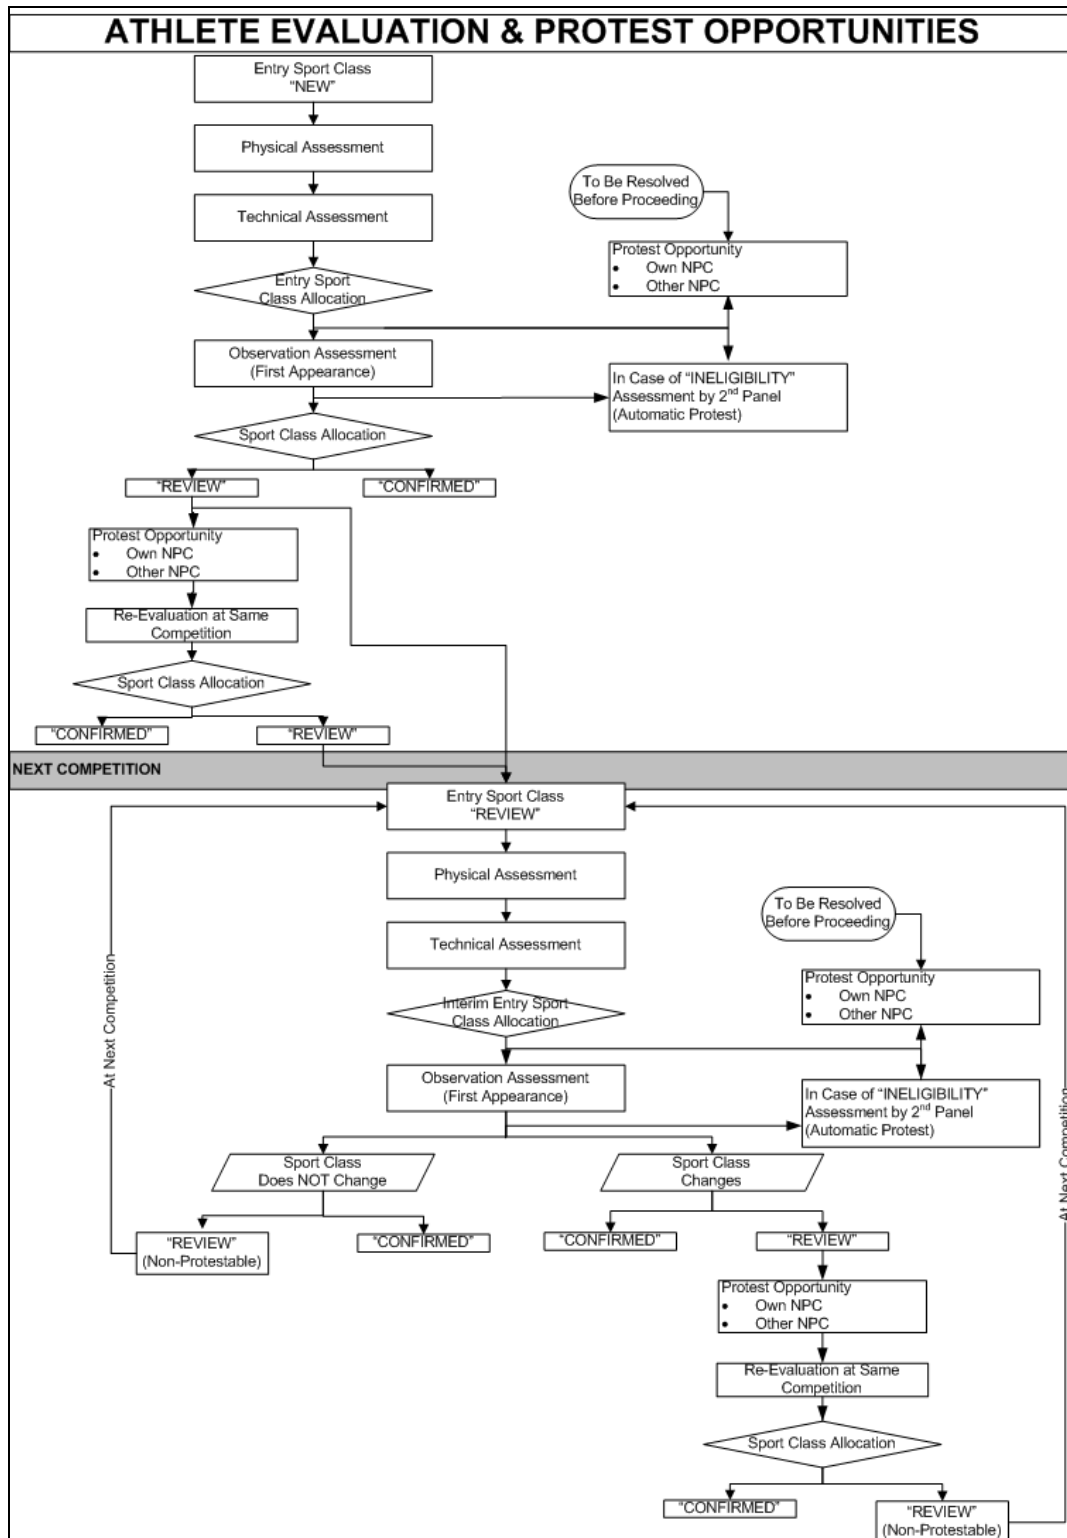 ATHLETE EVALUATION & PROTEST OPPORTUNITIES
Entry Sport Class
“NEW”
Physical Assessment
To Be Resolved
Before Proceeding
Technical Assessment
Protest Opportunity
• Own NPC
• Other NPC
Entry Sport
Class Allocation
Observation Assessment
(First Appearance)
In Case of “INELIGIBILITY”
Assessment by 2nd Panel
(Automatic Protest)
Sport Class Allocation
“REVIEW”
“CONFIRMED”
Protest Opportunity
• Own NPC
• Other NPC
Re-Evaluation at Same
Competition
Sport Class Allocation
“CONFIRMED”
“REVIEW”
NEXT COMPETITION
Entry Sport Class
“REVIEW”
Physical Assessment
To Be Resolved
Before Proceeding
Technical Assessment
Protest Opportunity
• Own NPC
• Other NPC
Interim Entry Sport
Class Allocation
At Next Competition
Observation Assessment
(First Appearance)
In Case of “INELIGIBILITY”
Assessment by 2nd Panel
(Automatic Protest)
At Next Competition
Sport Class
Does NOT Change
Sport Class
Changes
“REVIEW”
(Non-Protestable)
“CONFIRMED”
“CONFIRMED”
“REVIEW”
Protest Opportunity
• Own NPC
• Other NPC
Re-Evaluation at Same
Competition
Sport Class Allocation
“CONFIRMED”
“REVIEW”
(Non-Protestable)